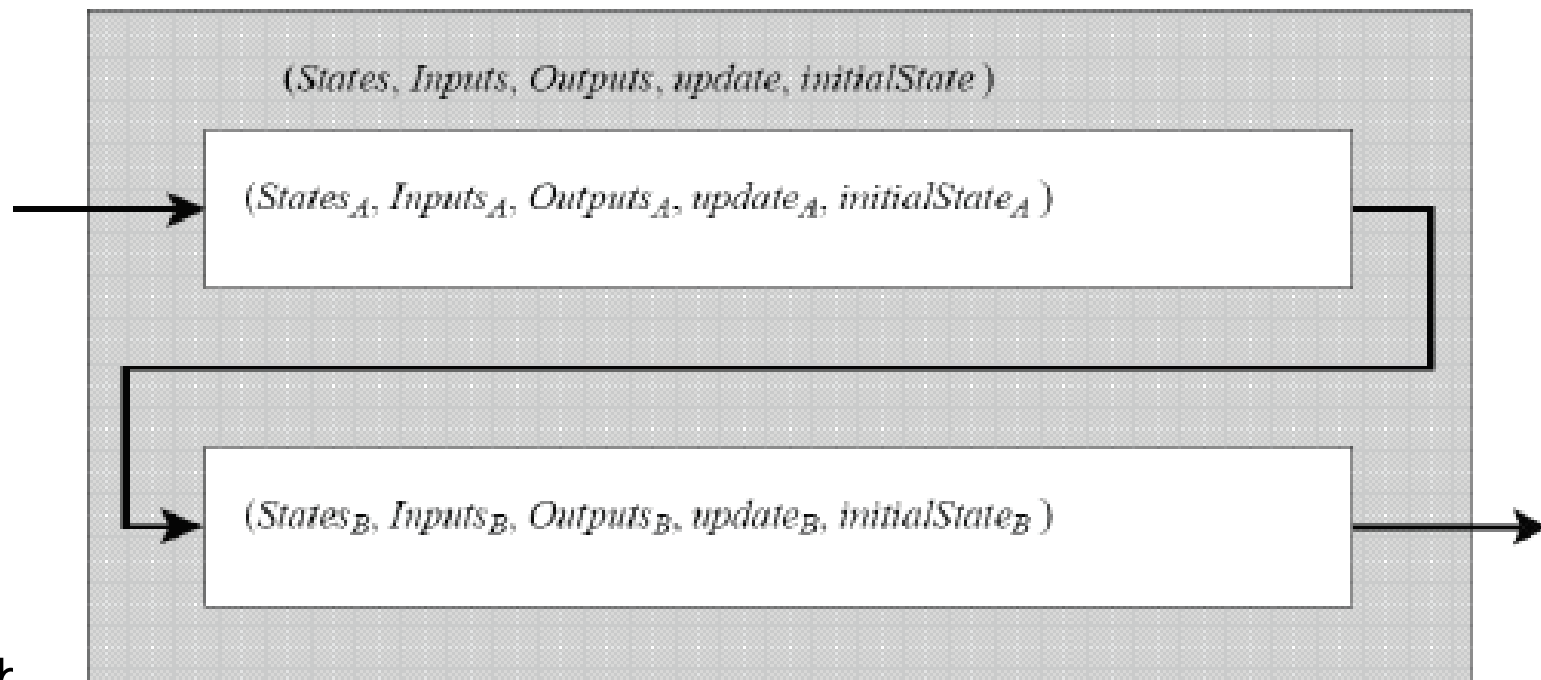 (States, Inputs, Outputs, update, initialState )
(States_A, Inputs_A, Outputs_A, update_A, initialState_A )
(States_B, Inputs_B, Outputs_B, update_B, initialState_B )